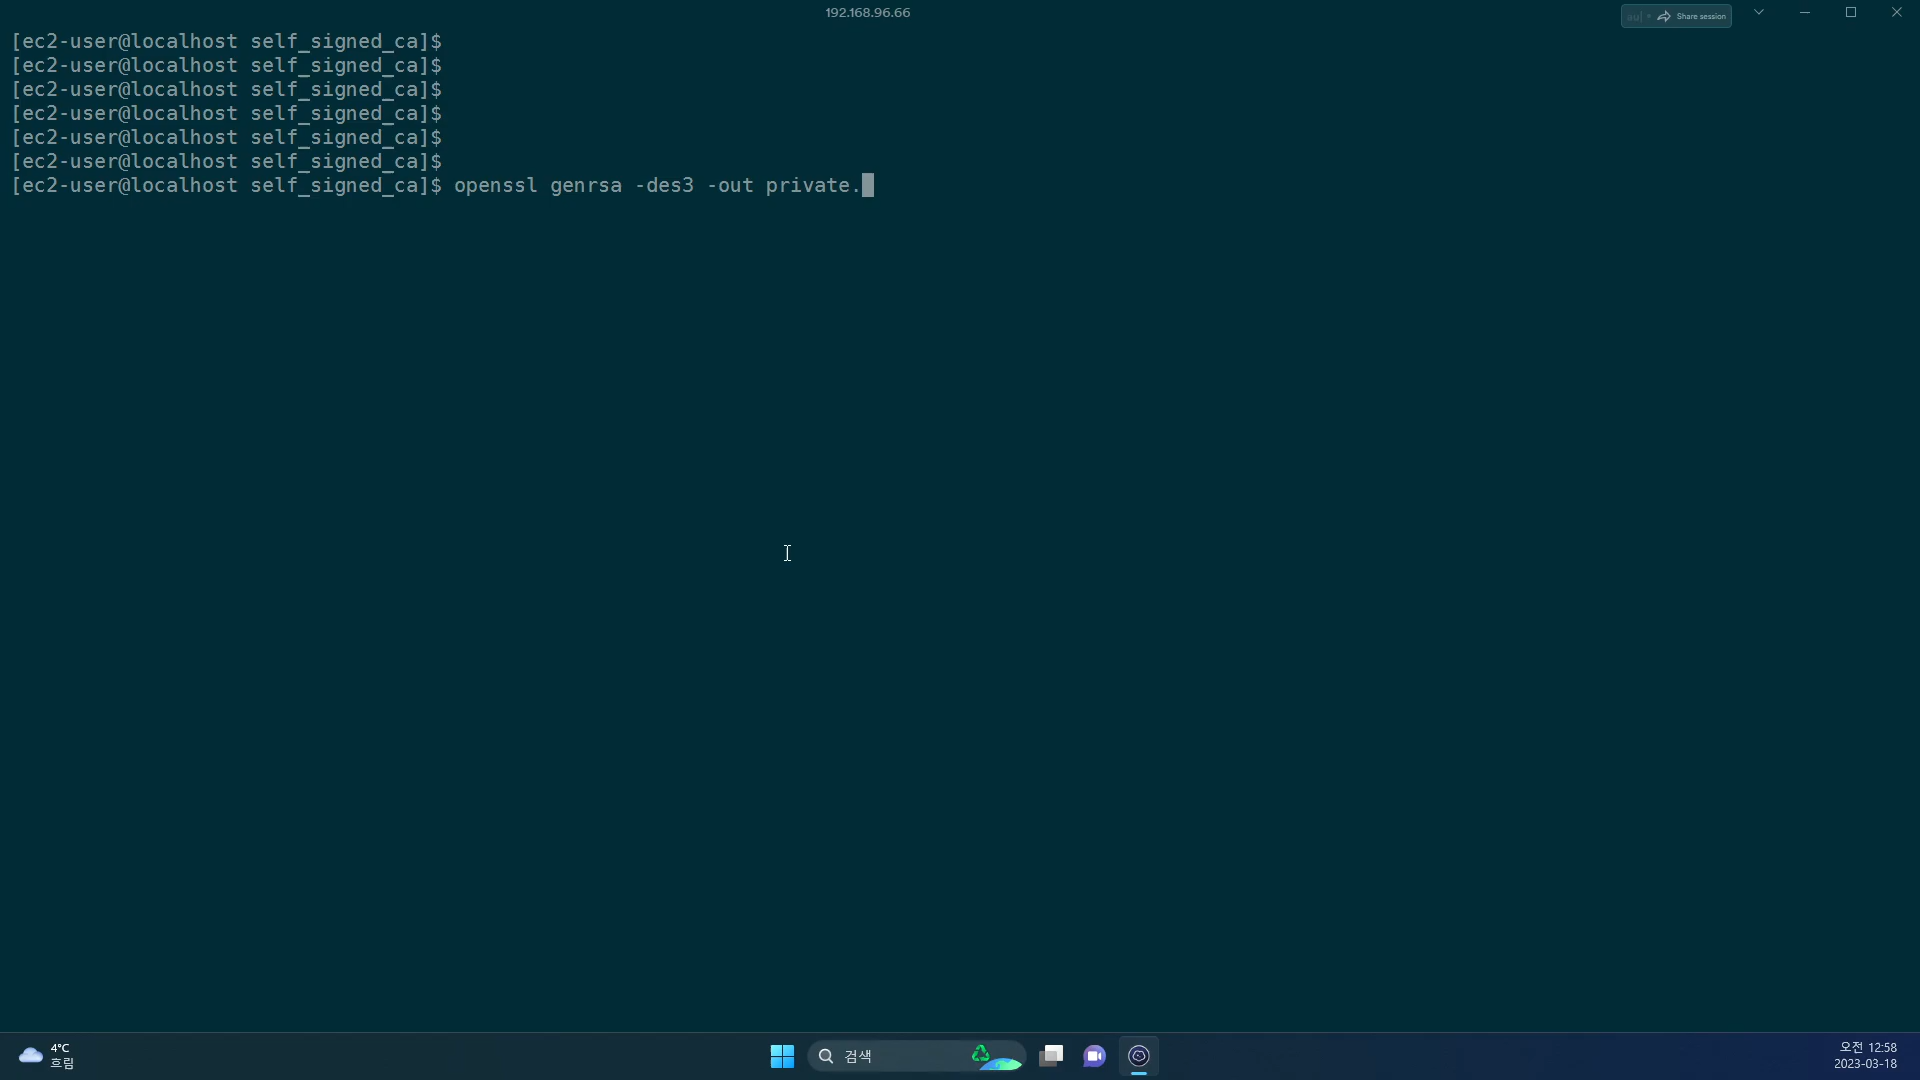 192.168.96.66
Share session
[ec2-user@localhost self_signed_ca]$
[ec2-user@localhost self_signed_ca]$
[ec2-user@localhost self_signed_ca]$
[ec2-user@localhost self_signed_ca]$
[ec2-user@localhost self_signed_ca]$
[ec2-user@localhost self_signed_ca]$
[ec2-user@localhost self_signed_ca]$ openssl genrsa -des3 -out private.
4°C
흐림
검색
오전 12:58
2023-03-18